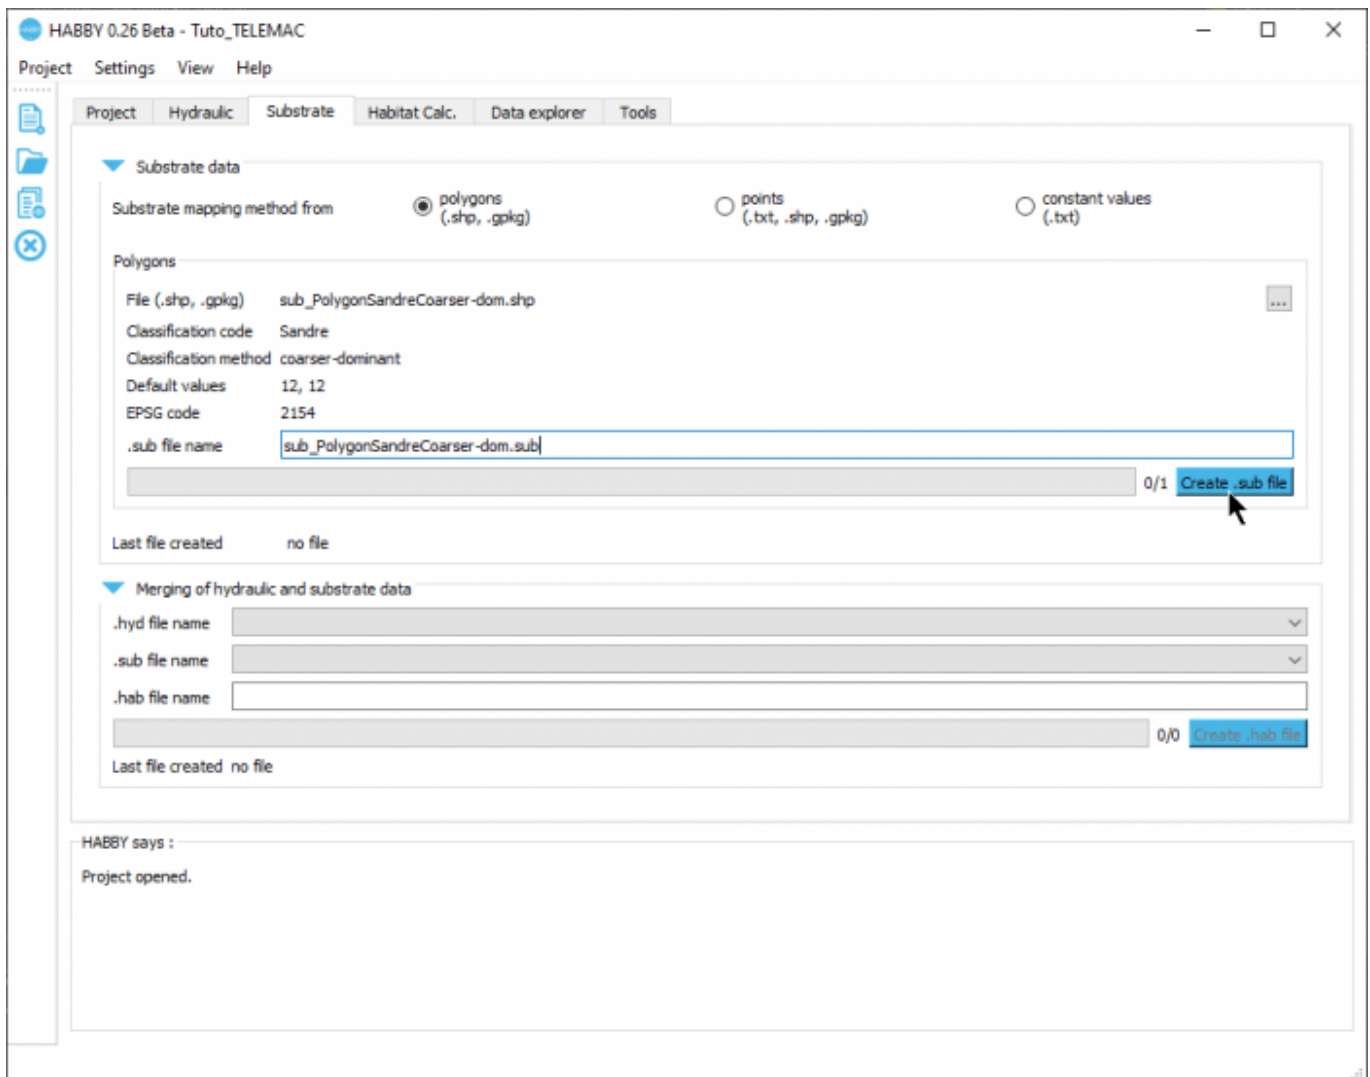 HABBY 0.26 Beta - Tuto_TELEMAC
Project Settings View Help
Project Hydraulic Substrate Habitat Calc. Data explorer Tools
Substrate data
Substrate mapping method from
polygons
(.shp, .gpkg)
points
(.txt, .shp, .gpkg)
constant values
(.txt)
Polygons
File (.shp, .gpkg) sub_PolygonSandreCoarser-dom.shp
...
Classification code Sandre
Classification method coarser-dominant
Default values 12, 12
EPSG code 2154
.sub file name sub_PolygonSandreCoarser-dom.sub
0/1 Create .sub file
Last file created no file
Merging of hydraulic and substrate data
.hyd file name
.sub file name
.hab file name
0/0 Create .hab file
Last file created no file
HABBY says :
Project opened.